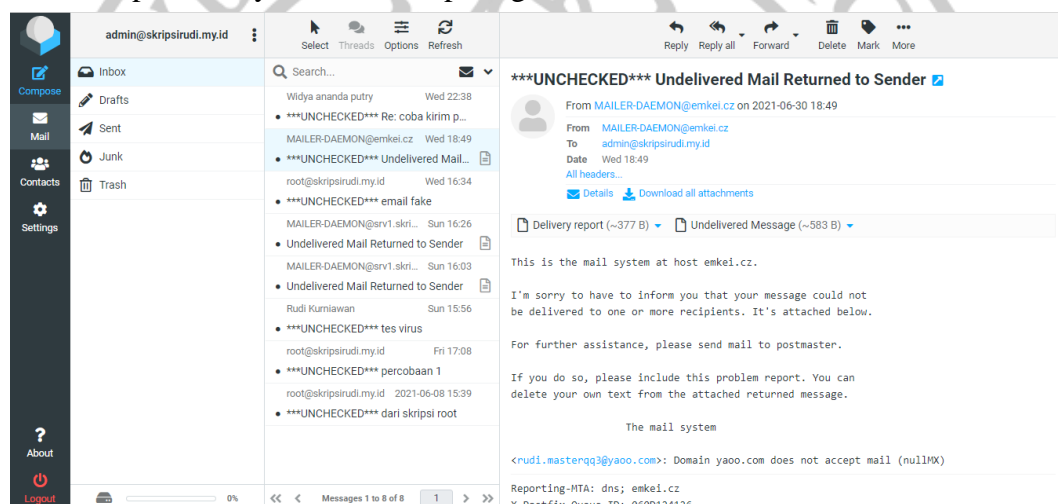 admin@skripsirudi.my.id
Select Threads Options Refresh
Reply Reply all Forward Delete Mark More
Compose
Mail
Contacts
Settings
About
Logout
Inbox
Drafts
Sent
Junk
Trash
0%
Search...
Widya ananda putry Wed 22:38
***UNCHECKED*** Re: coba kirim p...
MAILER-DAEMON@emkei.cz Wed 18:49
***UNCHECKED*** Undelivered Mail...
root@skripsirudi.my.id Wed 16:34
***UNCHECKED*** email fake
MAILER-DAEMON@srv1.skri... Sun 16:26
Undelivered Mail Returned to Sender
MAILER-DAEMON@srv1.skri... Sun 16:03
Undelivered Mail Returned to Sender
Rudi Kurniawan Sun 15:56
***UNCHECKED*** tes virus
root@skripsirudi.my.id Fri 17:08
***UNCHECKED*** percobaan 1
root@skripsirudi.my.id 2021-06-08 15:39
***UNCHECKED*** dari skripsi root
Messages 1 to 8 of 8 1
***UNCHECKED*** Undelivered Mail Returned to Sender
From MAILER-DAEMON@emkei.cz on 2021-06-30 18:49
From MAILER-DAEMON@emkei.cz
To admin@skripsirudi.my.id
Date Wed 18:49
All headers...
Details Download all attachments
Delivery report (~377 B) Undelivered Message (~583 B)
This is the mail system at host emkei.cz.
I'm sorry to have to inform you that your message could not
be delivered to one or more recipients. It's attached below.
For further assistance, please send mail to postmaster.
If you do so, please include this problem report. You can
delete your own text from the attached returned message.
The mail system
<rudi.masterqq3@yaoo.com>: Domain yaoo.com does not accept mail (nullMX)
Reporting-MTA: dns; emkei.cz